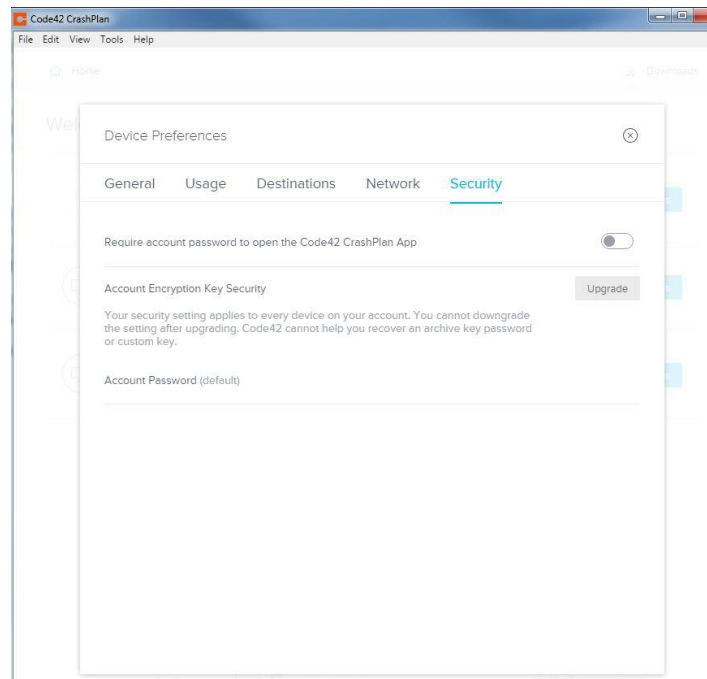 Code42 CrashPlan
File Edit View Tools Help
Home Downloads
Wel
Device Preferences
General Usage Destinations Network Security
Require account password to open the Code42 CrashPlan App
Account Encryption Key Security Upgrade
Your security setting applies to every device on your account. You cannot downgrade
the setting after upgrading. Code42 cannot help you recover an archive key password
or custom key.
Account Password (default)